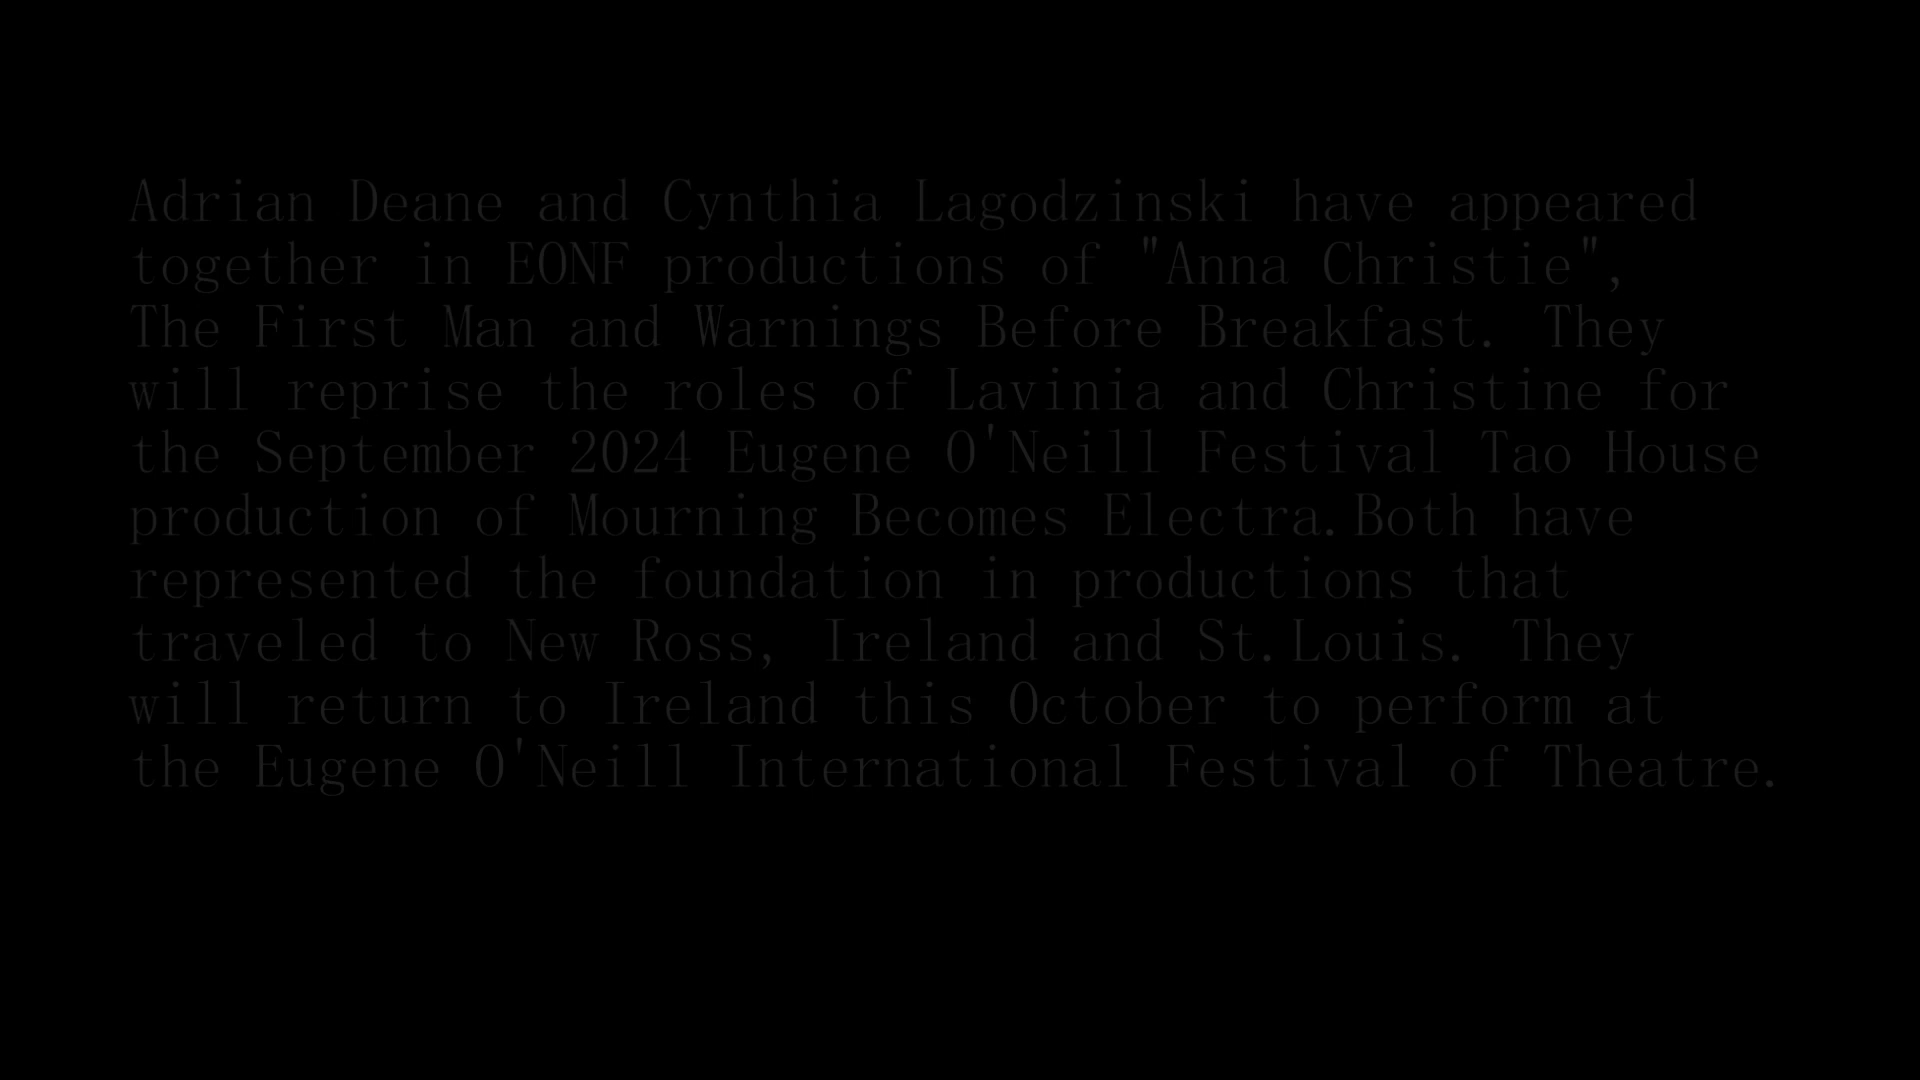 Adrian Deane and Cynthia Lagodzinski have appeared
together in EONF productions of "Anna Christie",
The First Man and Warnings Before Breakfast. They
will reprise the roles of Lavinia and Christine for
the September 2024 Eugene O'Neill Festival Tao House
production of Mourning Becomes Electra.Both have
represented the foundation in productions that
traveled to New Ross, Ireland and St.Louis. They
will return to Ireland this October to perform at
the Eugene O'Neill International Festival of Theatre.